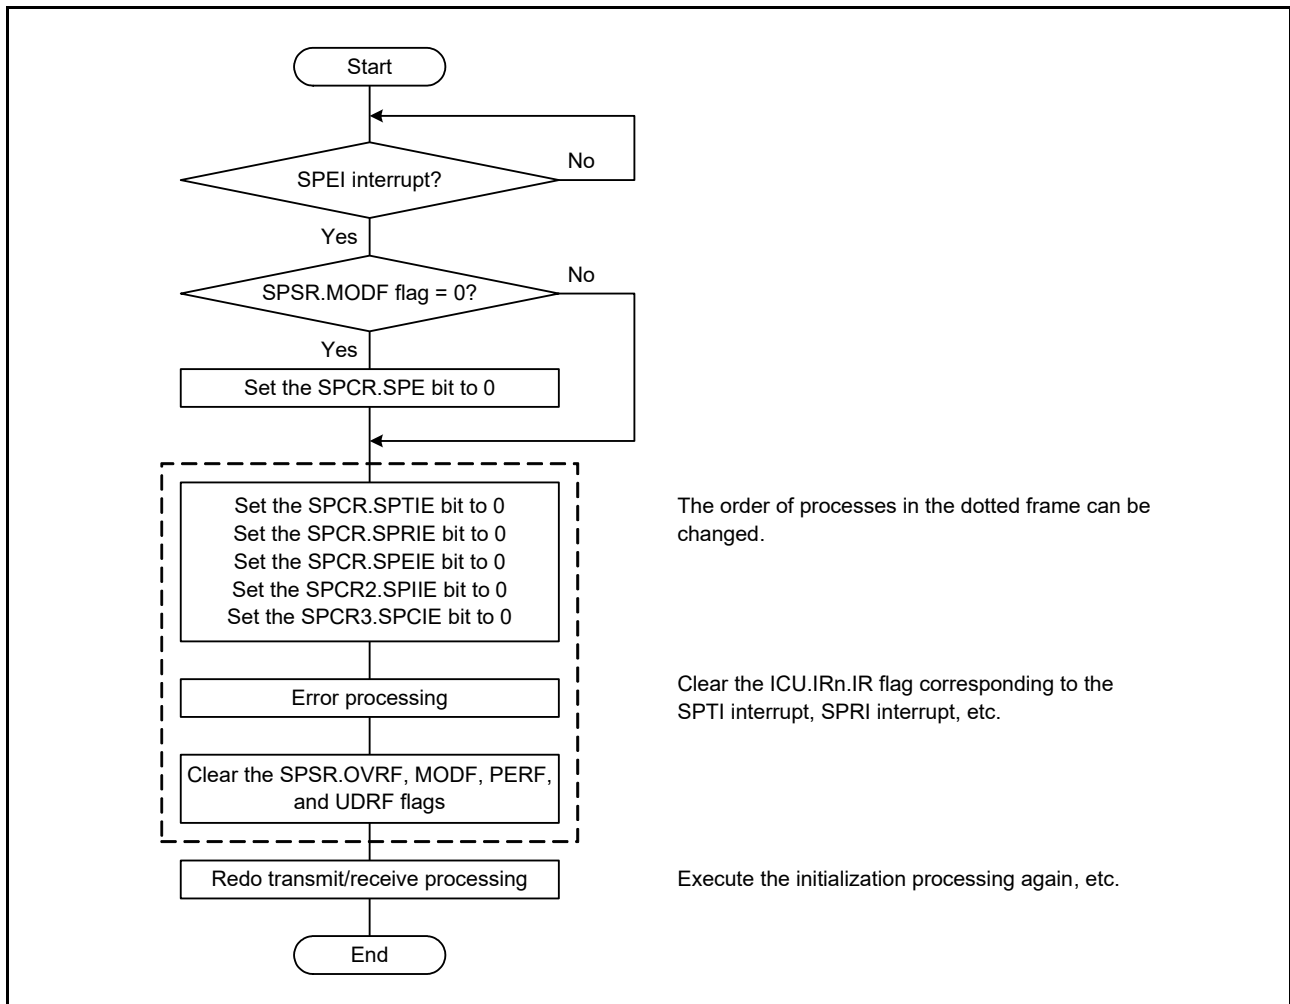 Start
SPEI interrupt?
No
Yes
SPSR.MODF flag = 0?
No
Yes
Set the SPCR.SPE bit to 0
Set the SPCR.SPTIE bit to 0
Set the SPCR.SPRIE bit to 0
Set the SPCR.SPEIE bit to 0
Set the SPCR2.SPIIE bit to 0
Set the SPCR3.SPCIE bit to 0
The order of processes in the dotted frame can be
changed.
Error processing
Clear the ICU.IRn.IR flag corresponding to the
SPTI interrupt, SPRI interrupt, etc.
Clear the SPSR.OVRF, MODF, PERF,
and UDRF flags
Redo transmit/receive processing
Execute the initialization processing again, etc.
End